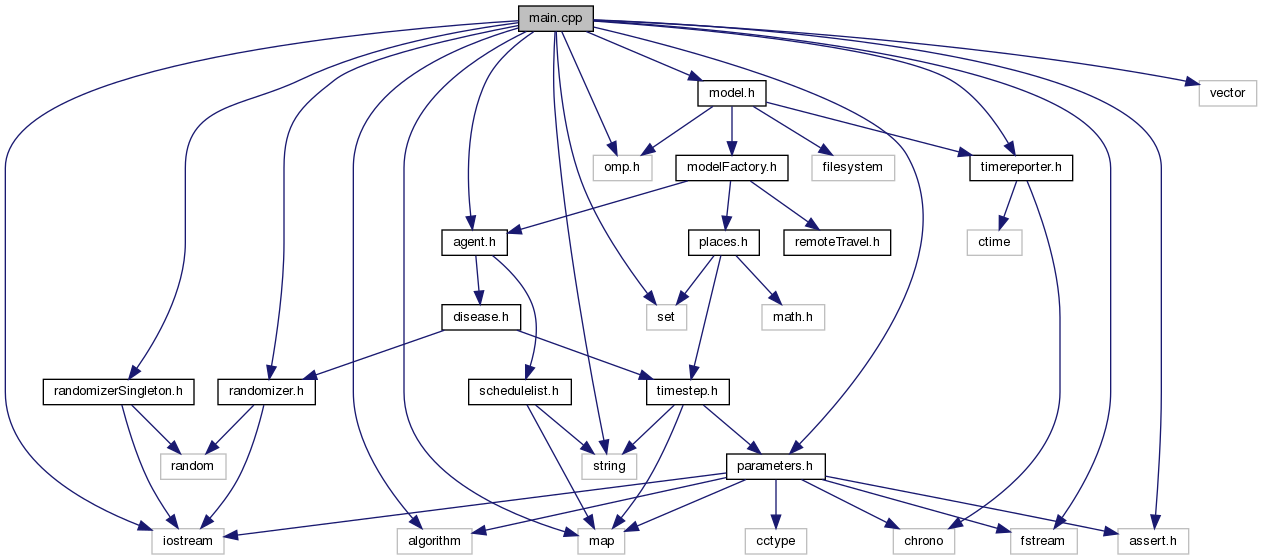 main.cpp
model.h
vector
omp.h
modelFactory.h
filesystem
timereporter.h
agent.h
places.h
remoteTravel.h
ctime
disease.h
set
math.h
randomizerSingleton.h
randomizer.h
schedulelist.h
timestep.h
random
string
parameters.h
iostream
algorithm
map
cctype
chrono
fstream
assert.h